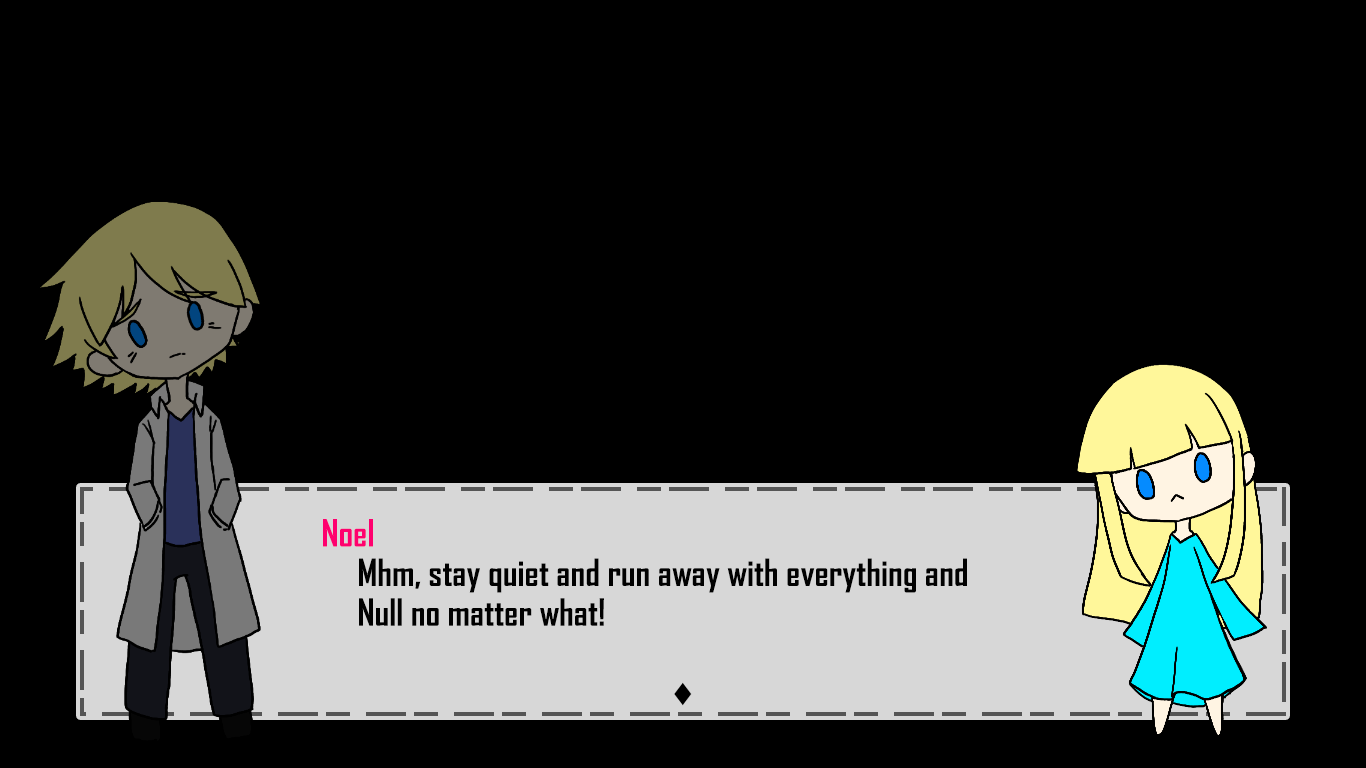 Noel
Mhm, stay quiet and run away with everything and
Null no matter what!